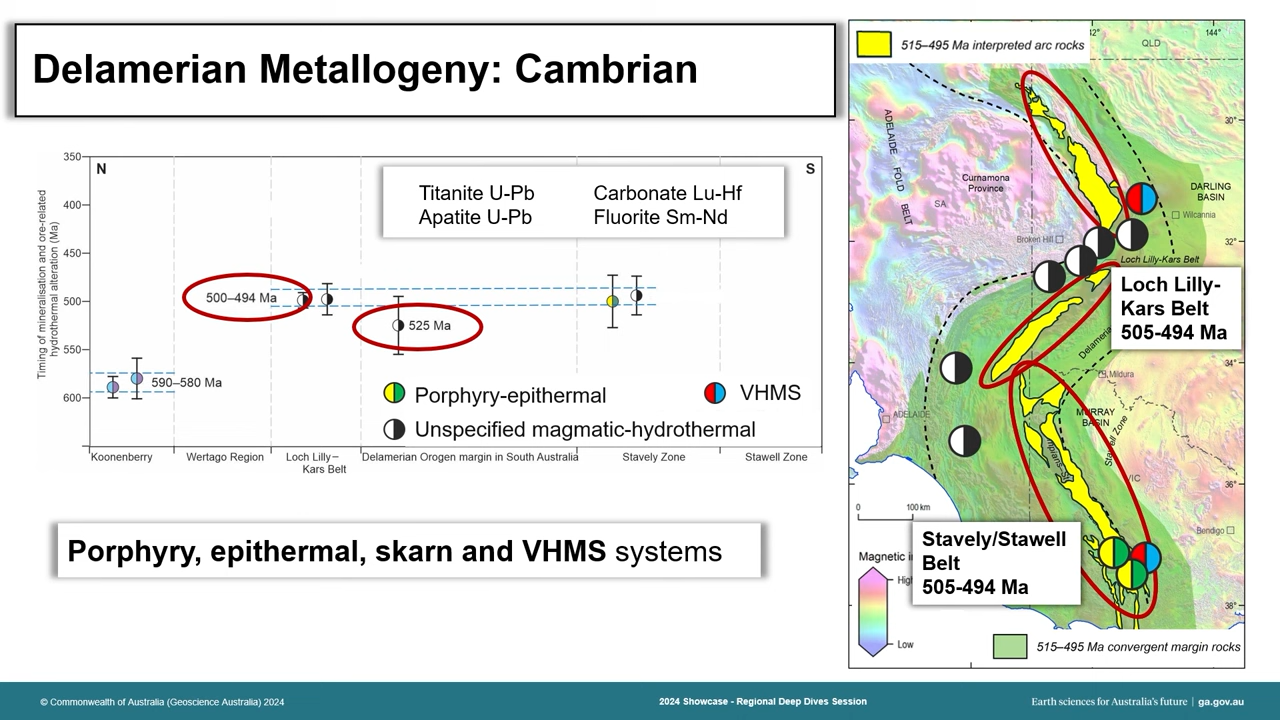 Delamerian Metallogeny: Cambrian
Timing of mineralisation and ore-related
hydrothermal alteration (Ma)
350
400
450
500
550
600
N
S
Titanite U-Pb
Carbonate Lu-Hf
Apatite U-Pb
Fluorite Sm-Nd
500–494 Ma
525 Ma
590–580 Ma
Porphyry-epithermal
VHMS
Unspecified magmatic-hydrothermal
Koonenberry
Wertago Region
Loch Lilly–
Kars Belt
Delamerian Orogen margin in South Australia
Stavely Zone
Stawell Zone
Porphyry, epithermal, skarn and VHMS systems
515–495 Ma interpreted arc rocks
144°
QLD
30°
ADELAIDE FOLD BELT
Curnamona
Province
SA
DARLING
BASIN
Wilcannia
32°
Broken Hill
Loch Lilly-Kars Belt
Loch Lilly-
Kars Belt
505-494 Ma
34°
Mildura
ADELAIDE
MURRAY
BASIN
Stawell Zone
36°
VIC
0
100 km
Bendigo
Stavely/Stawell
Belt
505-494 Ma
Magnetic
High
Low
38°
515–495 Ma convergent margin rocks
© Commonwealth of Australia (Geoscience Australia) 2024
2024 Showcase - Regional Deep Dives Session
Earth sciences for Australia's future | ga.gov.au